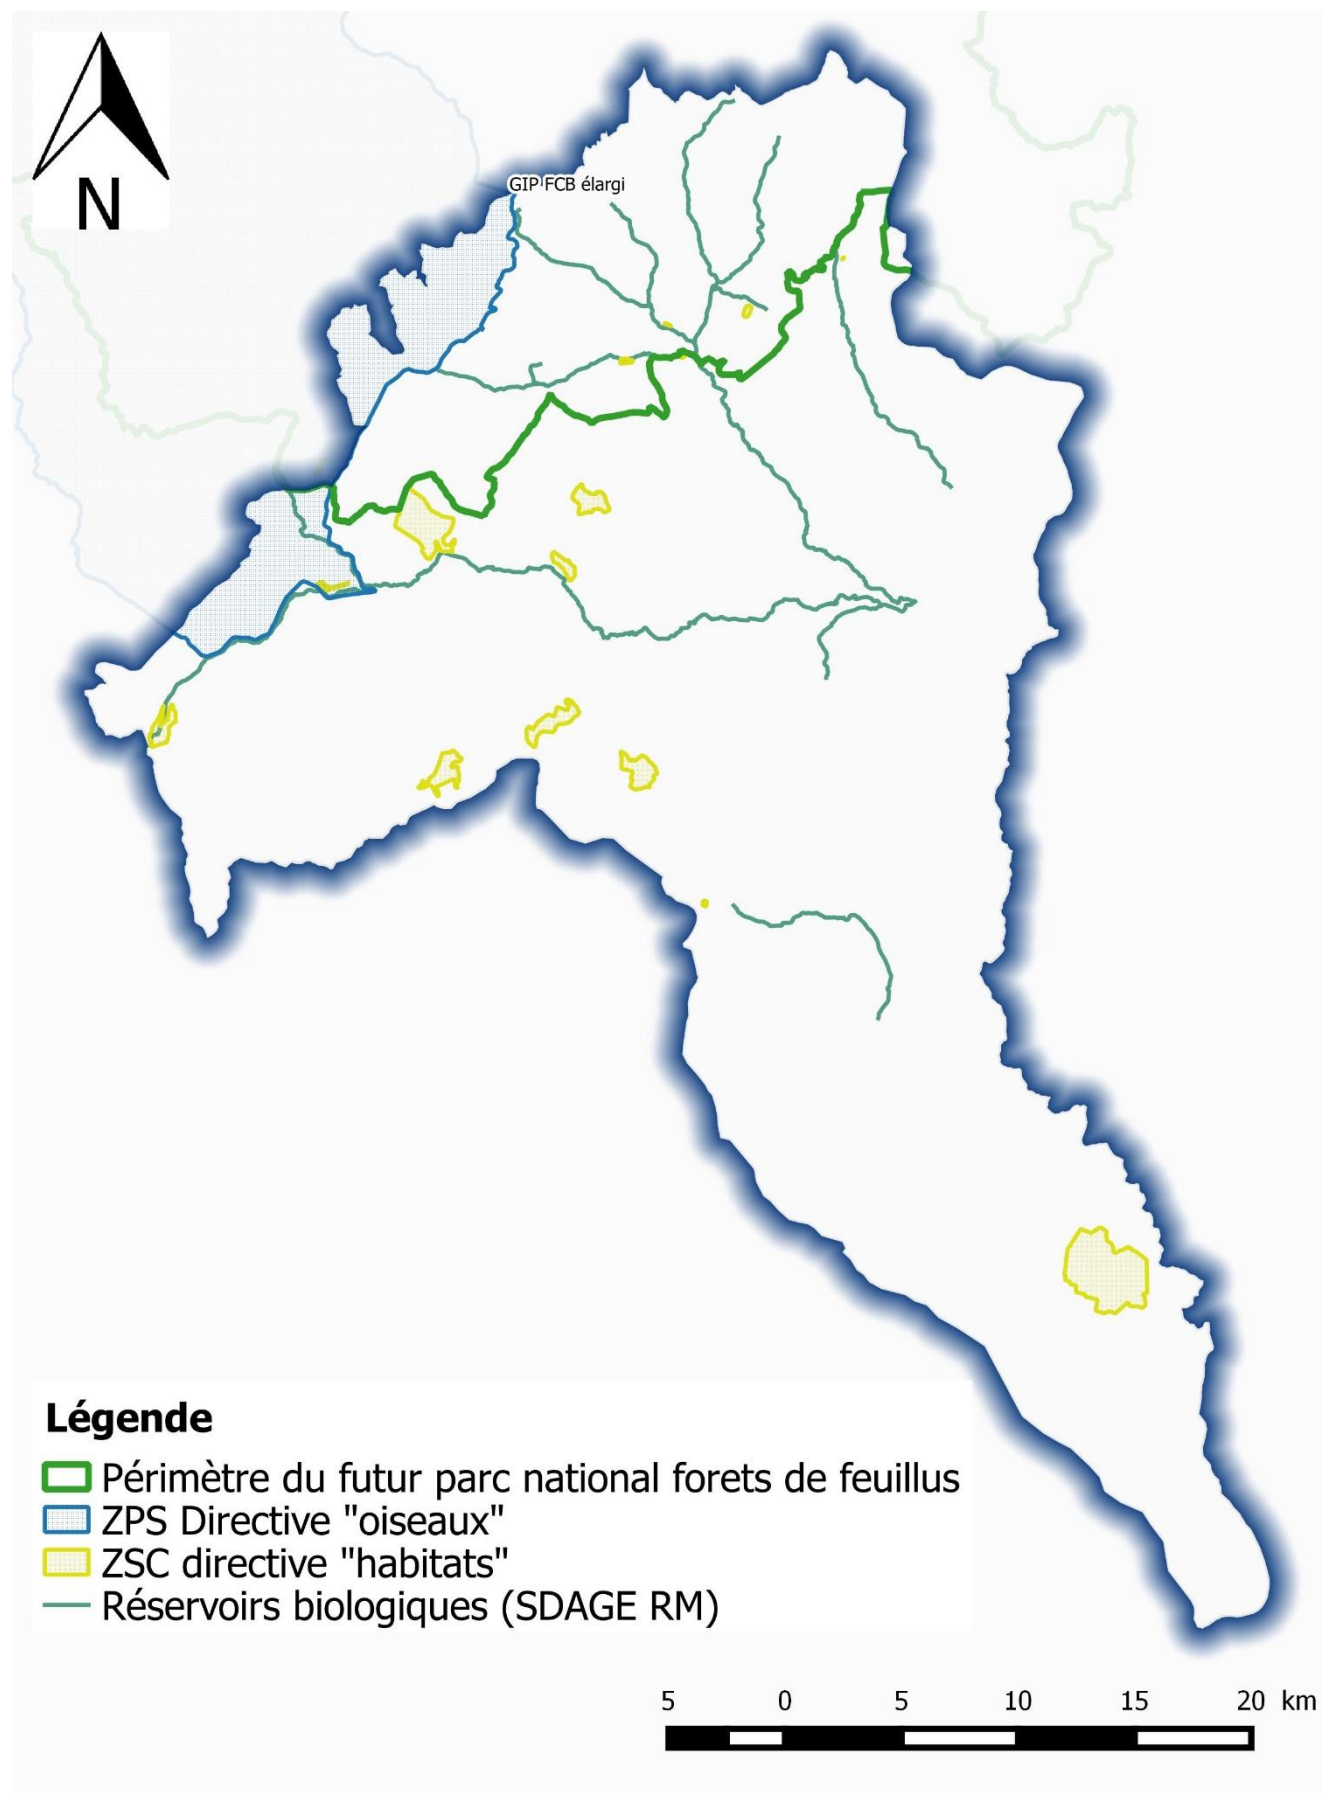 N
GIP FCB élargi
Légende
Périmètre du futur parc national forets de feuillus
ZPS Directive "oiseaux"
ZSC directive "habitats"
Réservoirs biologiques (SDAGE RM)
5 0 5 10 15 20 km